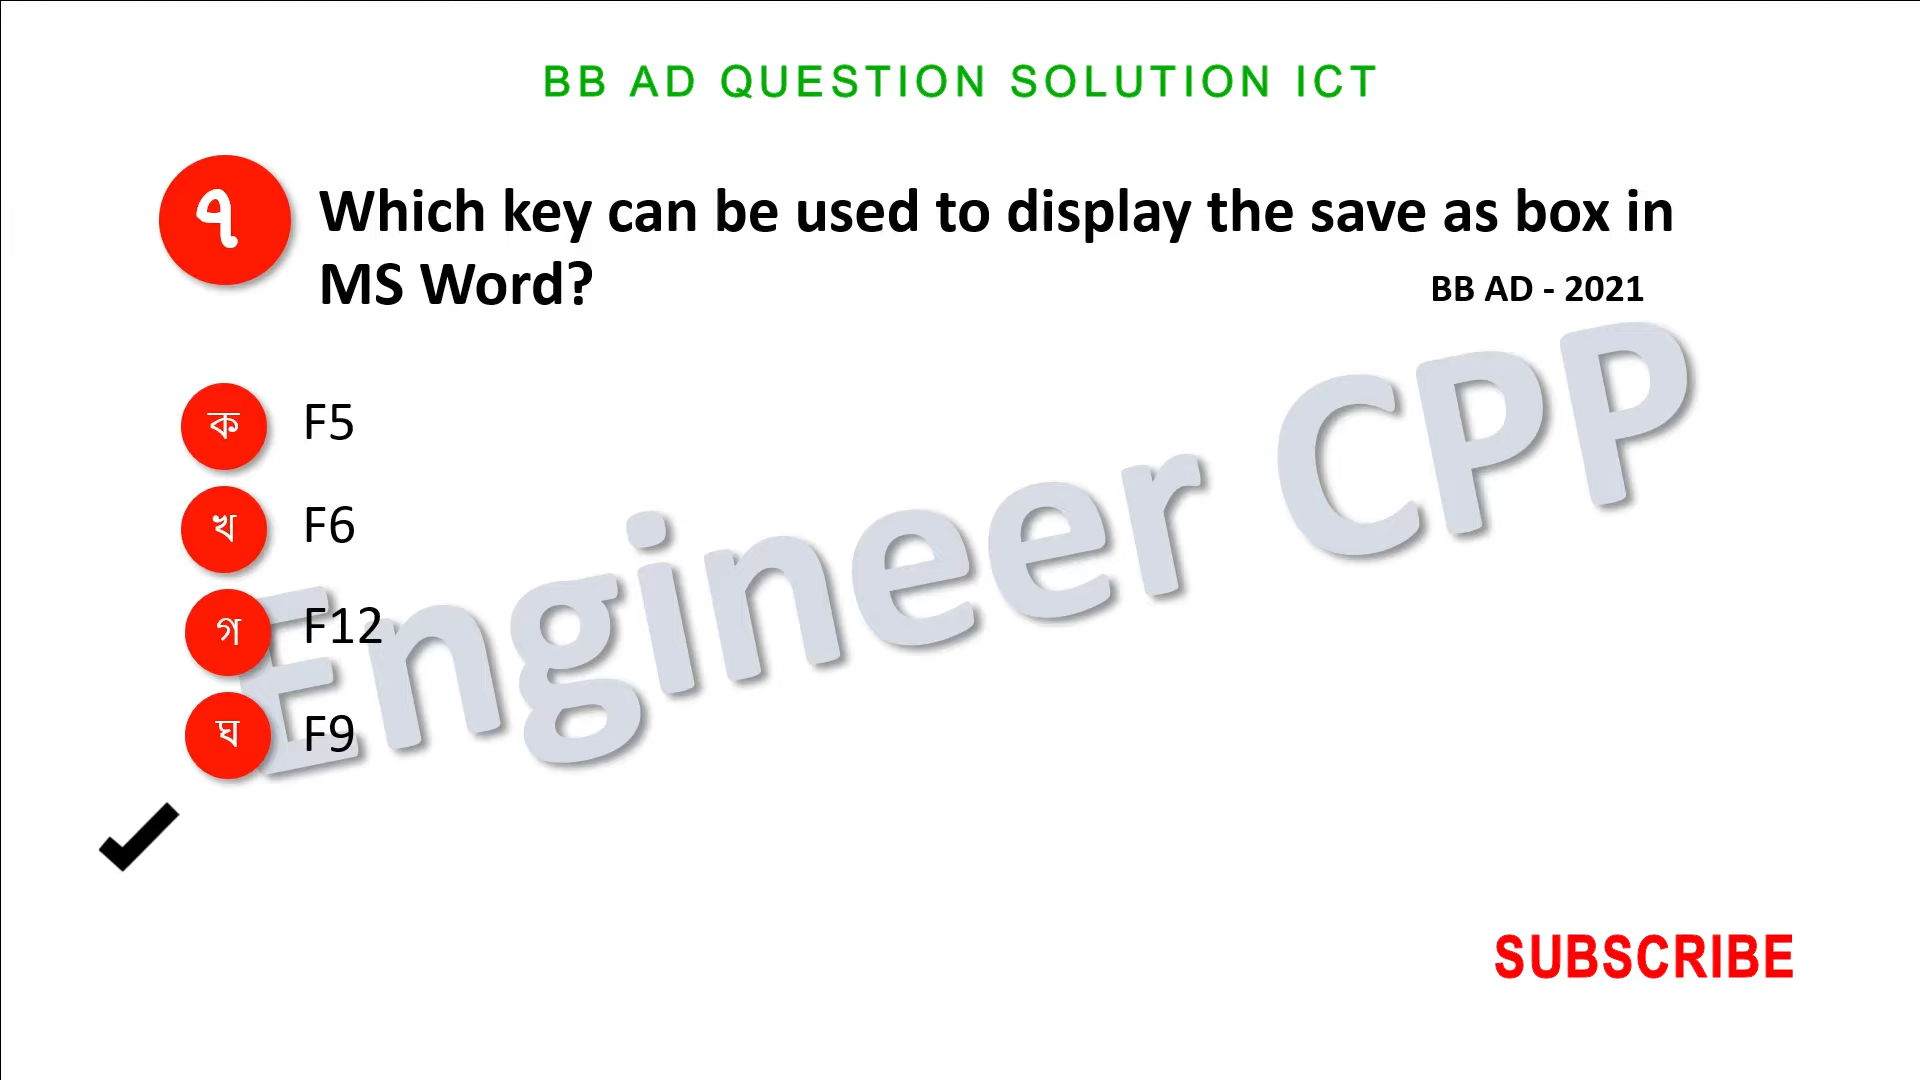 BB AD QUESTION SOLUTION ICT
৭
Which key can be used to display the save as box in
MS Word?
BB AD - 2021
ক F5
খ F6
গ F12
ঘ F9
Engineer CPP
SUBSCRIBE